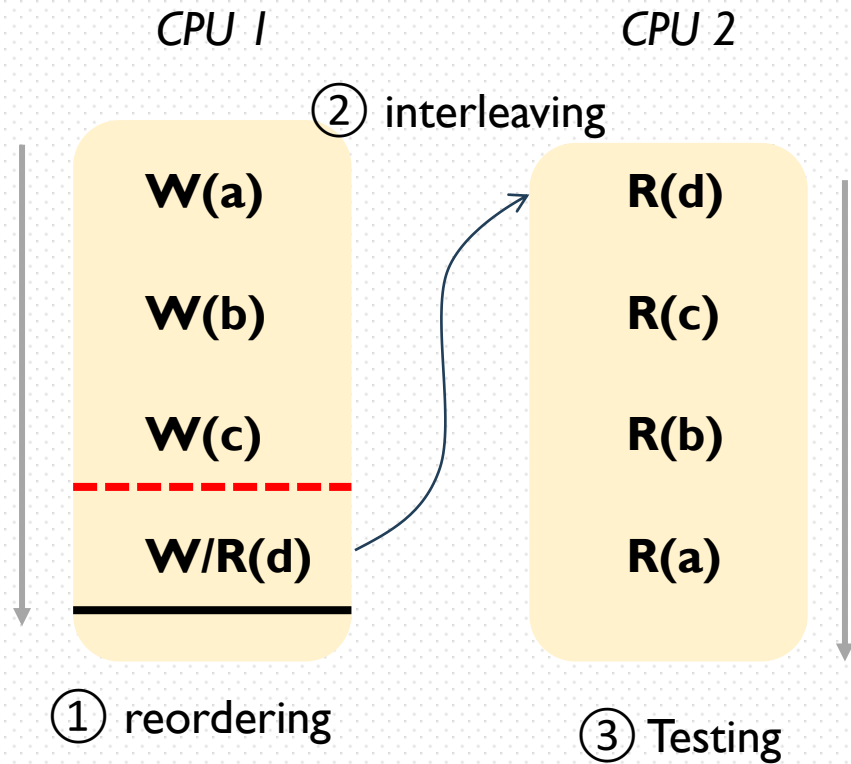 CPU 1
CPU 2
② interleaving
W(a)
R(d)
W(b)
R(c)
W(c)
R(b)
W/R(d)
R(a)
① reordering
③ Testing